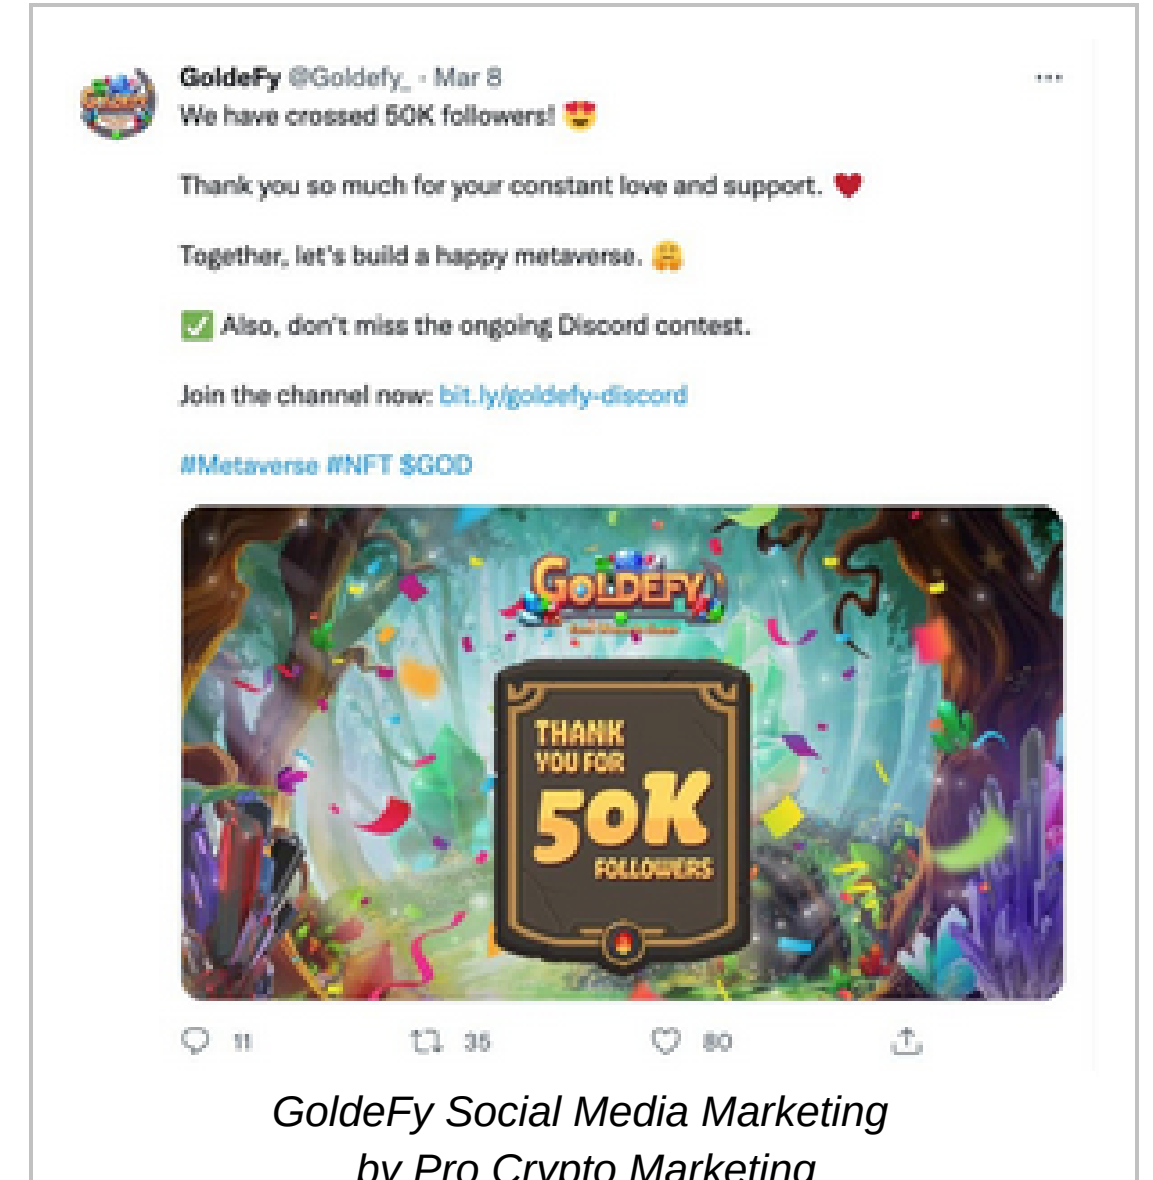 GoldeFy @Goldefy_ · Mar 8
We have crossed 50K followers! 😍
Thank you so much for your constant love and support. ♥
Together, let's build a happy metaverse. 🤗
✅ Also, don't miss the ongoing Discord contest.
Join the channel now: bit.ly/goldefy-discord
#Metaverse #NFT $GOD
GOLDEFY
THANK
YOU FOR
50K
FOLLOWERS
11 35 80
GoldeFy Social Media Marketing
by Pro Crypto Marketing